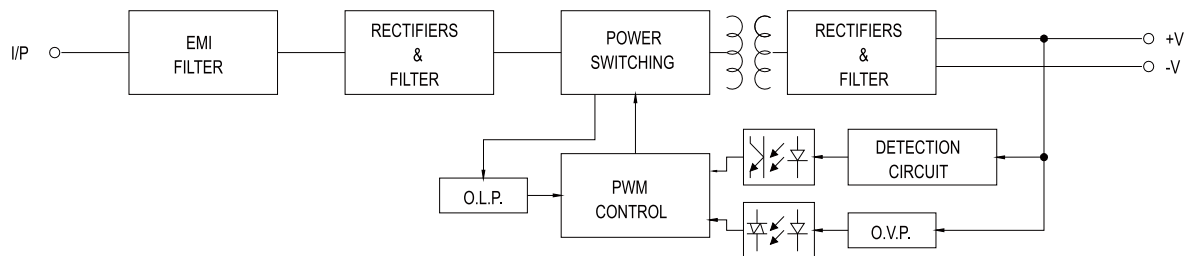 I/P
EMI
FILTER
RECTIFIERS
&
FILTER
POWER
SWITCHING
RECTIFIERS
&
FILTER
+V
-V
O.L.P.
PWM
CONTROL
DETECTION
CIRCUIT
O.V.P.